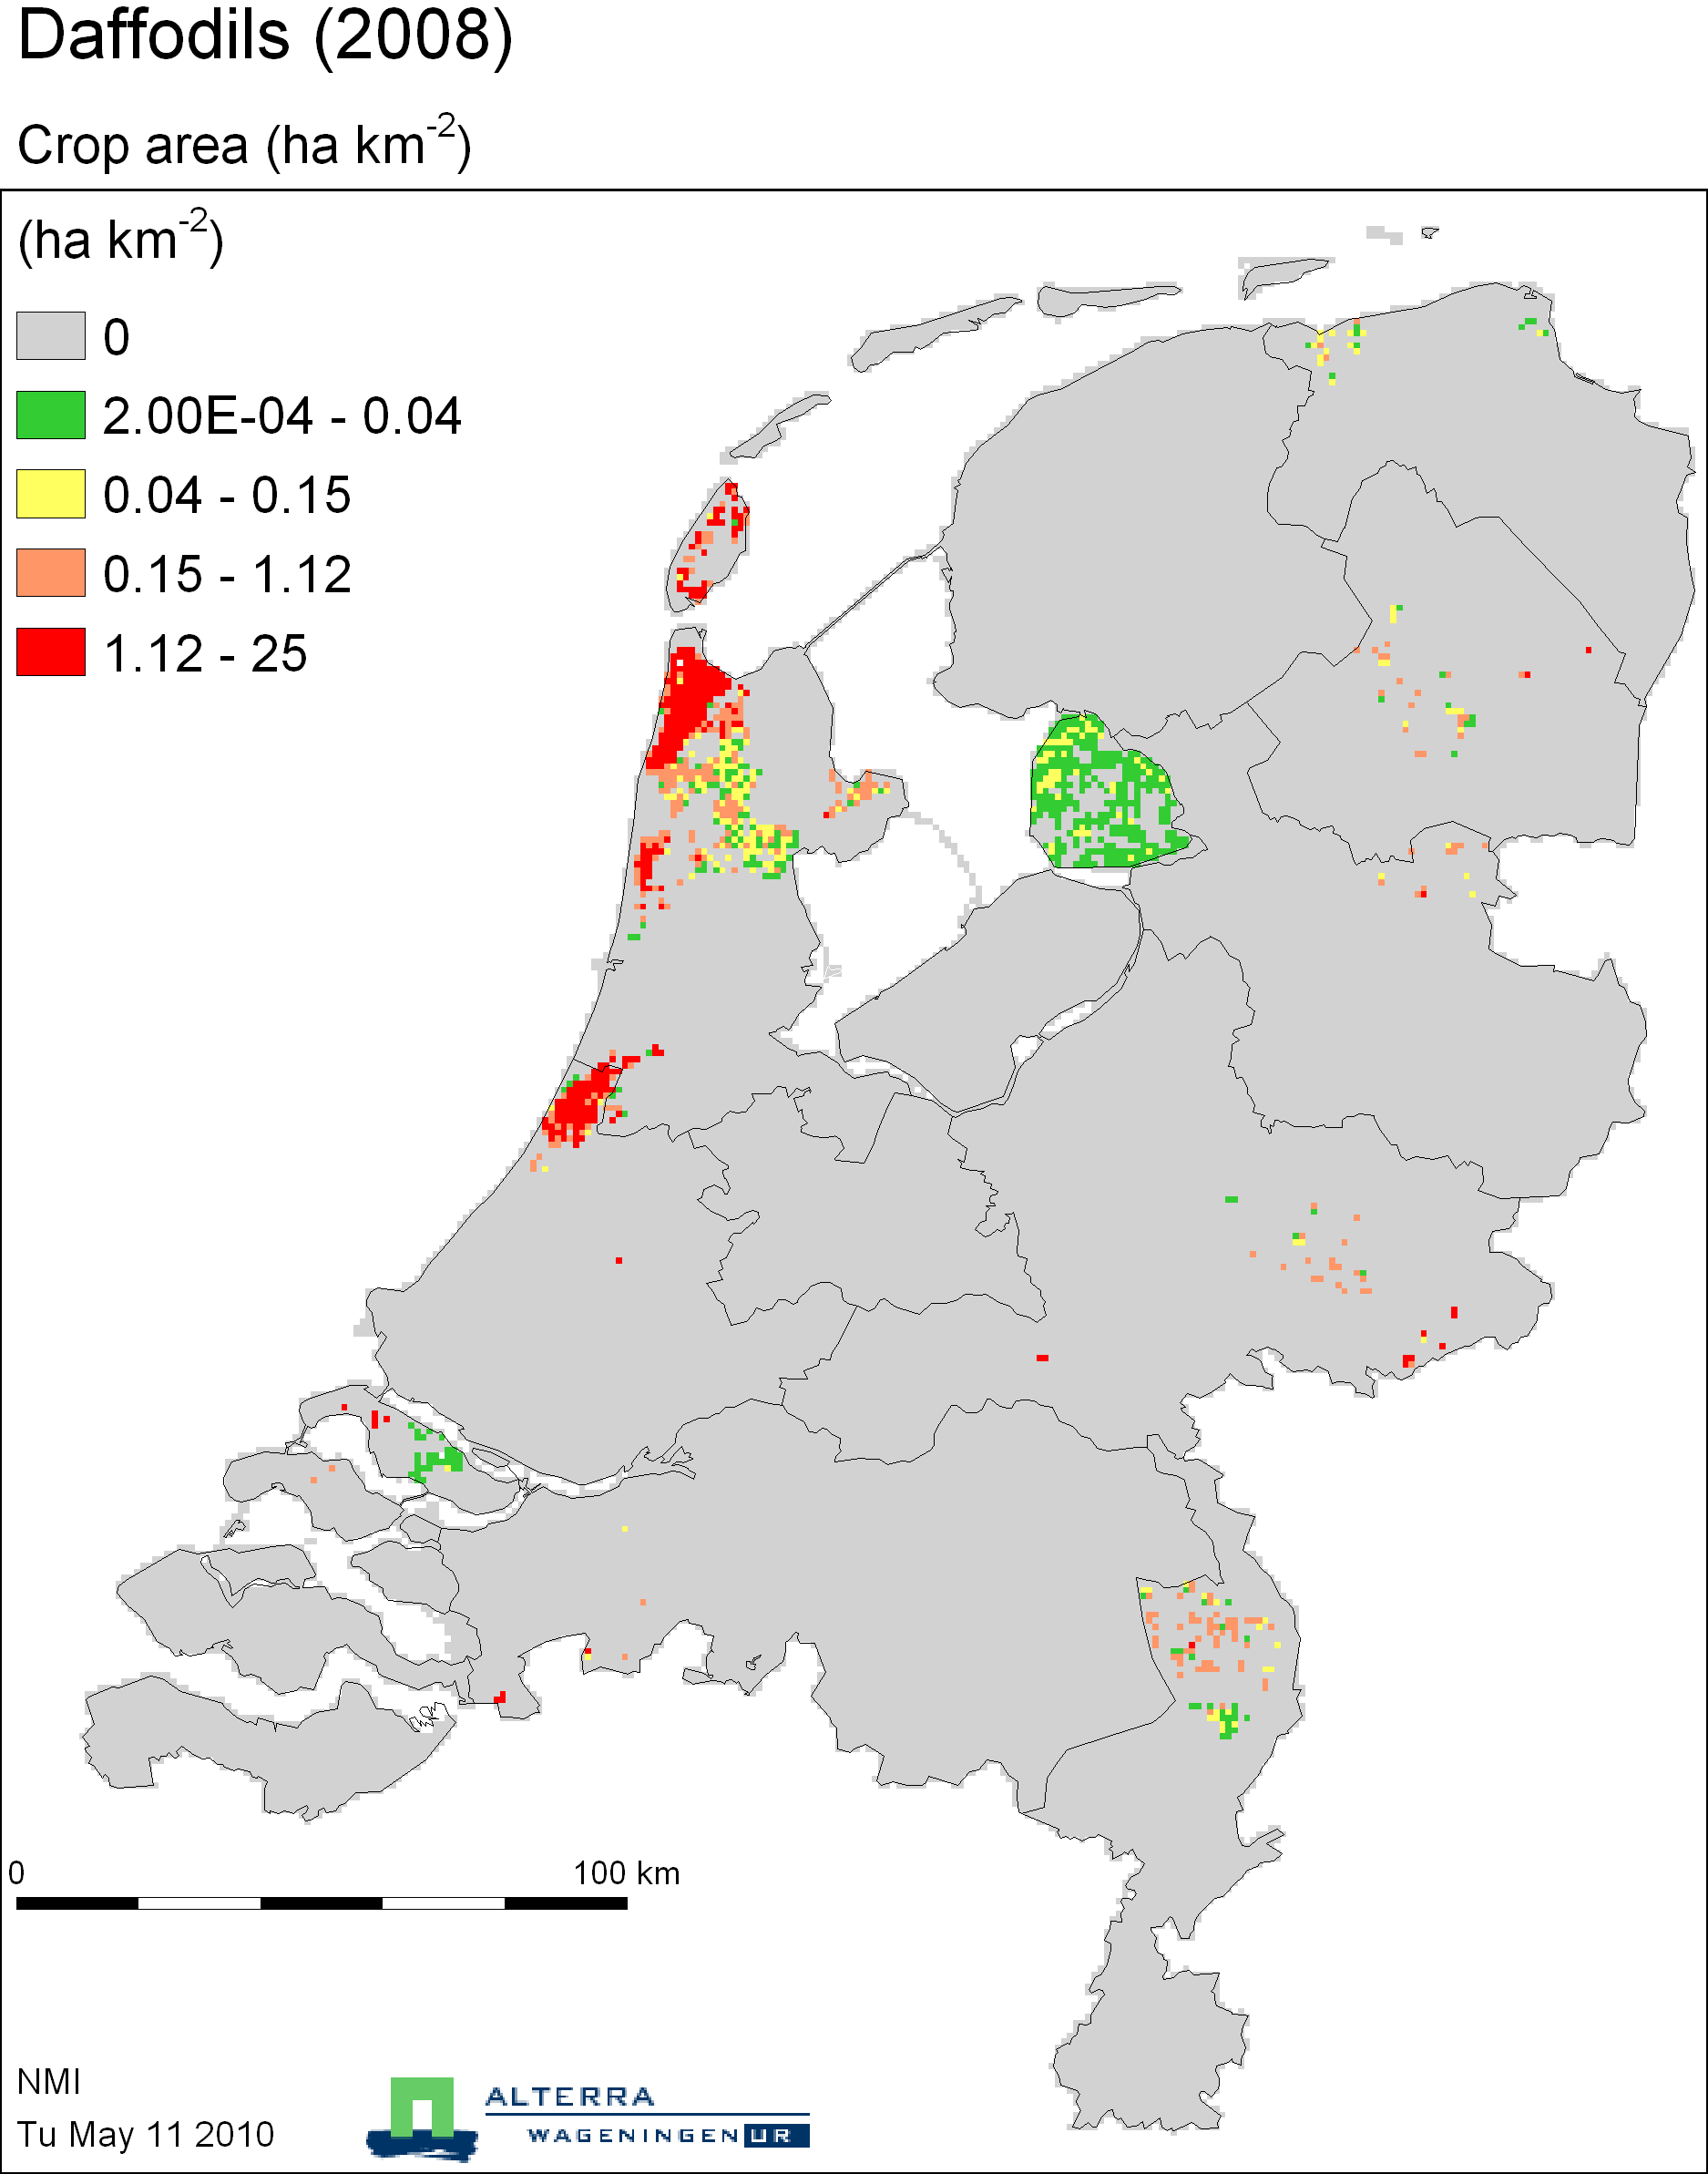 Daffodils (2008)
Crop area (ha km-2)
(ha km-2)
0
2.00E-04 - 0.04
0.04 - 0.15
0.15 - 1.12
1.12 - 25
0 100 km
NMI
Tu May 11 2010
ALTERRA
WAGENINGEN UR